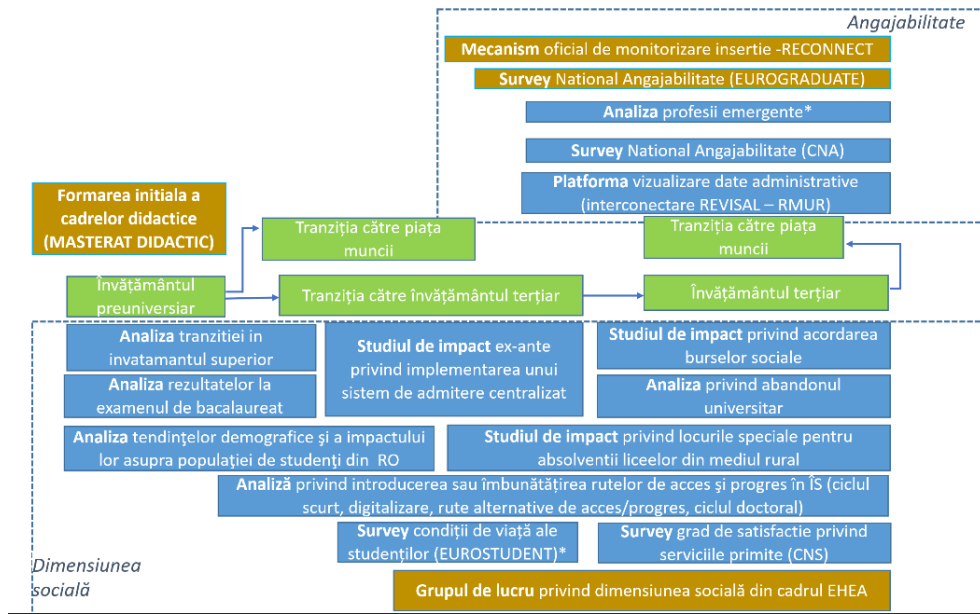 Angajabilitate
Mecanism oficial de monitorizare insertie -RECONNECT
Survey National Angajabilitate (EUROGRADUATE)
Analiza profesii emergente*
Survey National Angajabilitate (CNA)
Platforma vizualizare date administrative
(interconectare REVISAL – RMUR)
Formarea initiala a
cadrelor didactice
(MASTERAT DIDACTIC)
Tranziția către piața
muncii
Tranziția către piața
muncii
Învățământul
preuniversiar
Tranziția către învățământul terțiar
Învățământul terțiar
Analiza tranzitiei in
invatamantul superior
Studiul de impact ex-ante
privind implementarea unui
sistem de admitere centralizat
Studiul de impact privind acordarea
burselor sociale
Analiza rezultatelor la
examenul de bacalaureat
Analiza privind abandonul
universitar
Analiza tendinţelor demografice şi a impactului
lor asupra populației de studenți din RO
Studiul de impact privind locurile speciale pentru
absolventii liceelor din mediul rural
Analiză privind introducerea sau îmbunătățirea rutelor de acces și progres în ÎS (ciclul
scurt, digitalizare, rute alternative de acces/progres, ciclul doctoral)
Survey condiții de viață ale
studenților (EUROSTUDENT)*
Survey grad de satisfactie privind
serviciile primite (CNS)
Dimensiunea
socială
Grupul de lucru privind dimensiunea socială din cadrul EHEA